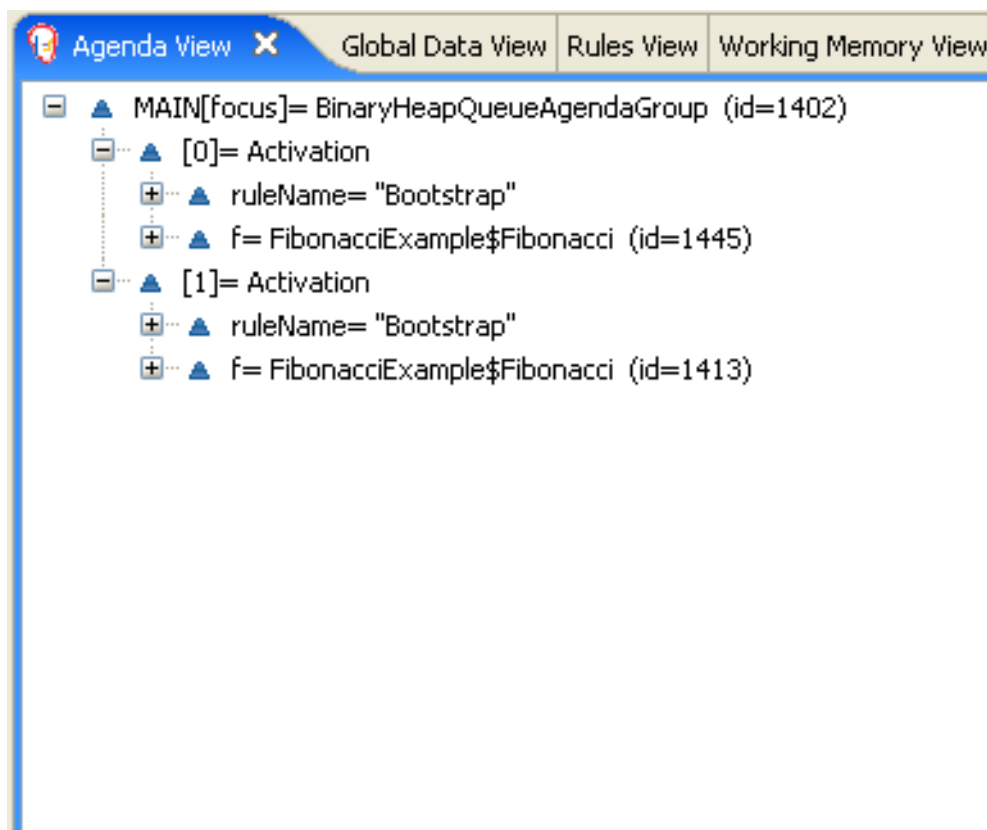 Agenda View Global Data View Rules View Working Memory View
MAIN[focus]= BinaryHeapQueueAgendaGroup (id=1402)
[0]= Activation
ruleName= "Bootstrap"
f= FibonacciExample$Fibonacci (id=1445)
[1]= Activation
ruleName= "Bootstrap"
f= FibonacciExample$Fibonacci (id=1413)